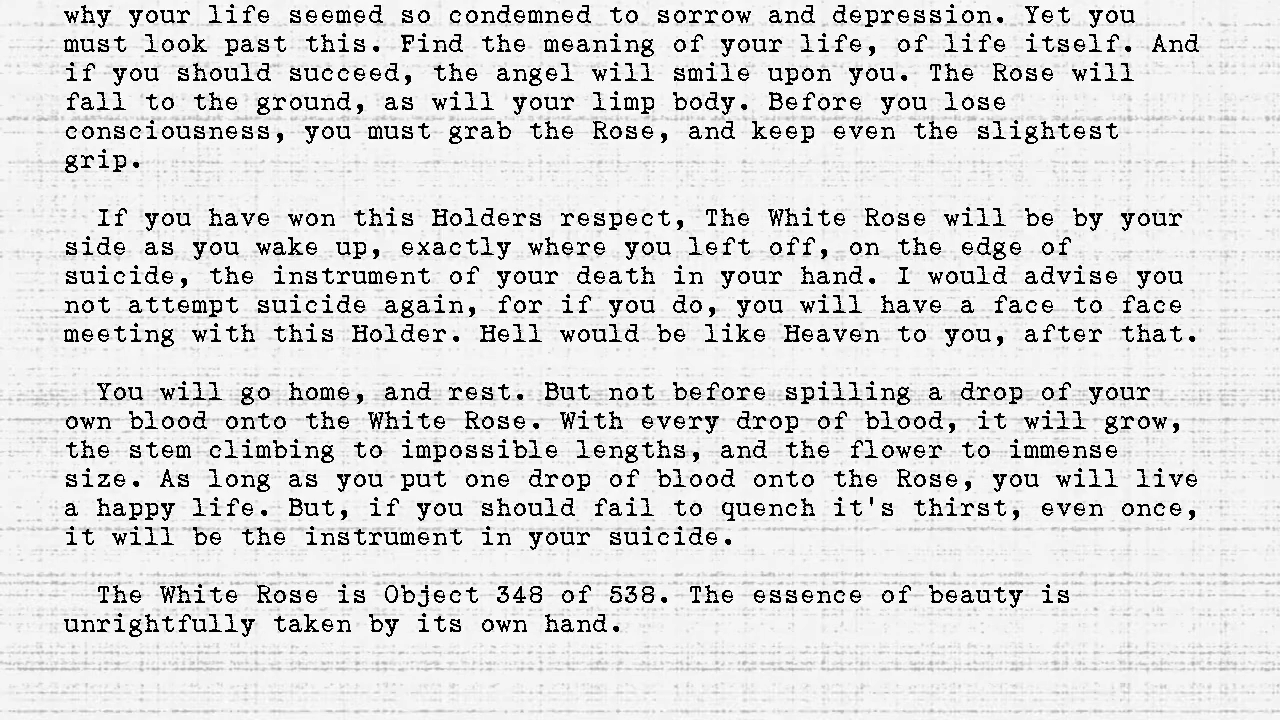 why your life seemed so condemned to sorrow and depression. Yet you
must look past this. Find the meaning of your life, of life itself. And
if you should succeed, the angel will smile upon you. The Rose will
fall to the ground, as will your limp body. Before you lose
consciousness, you must grab the Rose, and keep even the slightest
grip.
If you have won this Holders respect, The White Rose will be by your
side as you wake up, exactly where you left off, on the edge of
suicide, the instrument of your death in your hand. I would advise you
not attempt suicide again, for if you do, you will have a face to face
meeting with this Holder. Hell would be like Heaven to you, after that.
You will go home, and rest. But not before spilling a drop of your
own blood onto the White Rose. With every drop of blood, it will grow,
the stem climbing to impossible lengths, and the flower to immense
size. As long as you put one drop of blood onto the Rose, you will live
a happy life. But, if you should fail to quench it's thirst, even once,
it will be the instrument in your suicide.
The White Rose is Object 348 of 538. The essence of beauty is
unrightfully taken by its own hand.